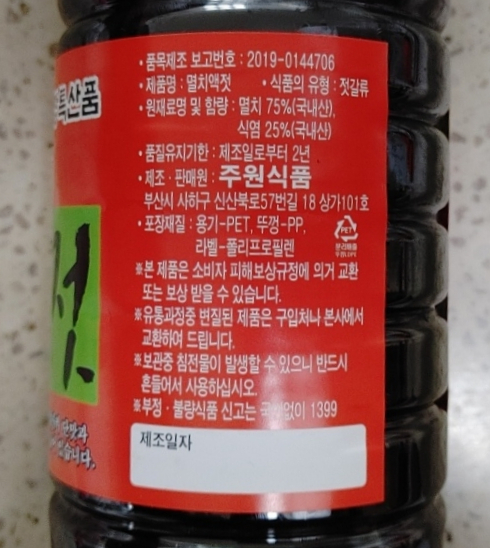 특산품
젓
• 품목제조 보고번호 : 2019-0144706
• 제품명 : 멸치액젓 • 식품의 유형 : 젓갈류
• 원재료명 및 함량 : 멸치 75%(국내산),
식염 25%(국내산)
• 품질유지기한 : 제조일로부터 2년
• 제조 · 판매원 : 주원식품
부산시 사하구 신산북로57번길 18 상가101호
• 포장재질 : 용기-PET, 뚜껑-PP,
라벨-폴리프로필렌
PET
분리배출
※본 제품은 소비자 피해보상규정에 의거 교환
또는 보상 받을 수 있습니다.
※유통과정중 변질된 제품은 구입처나 본사에서
교환하여 드립니다.
※보관중 침전물이 발생할 수 있으니 반드시
흔들어서 사용하십시오.
※부정 · 불량식품 신고는 국번없이 1399
제조일자
습니다.